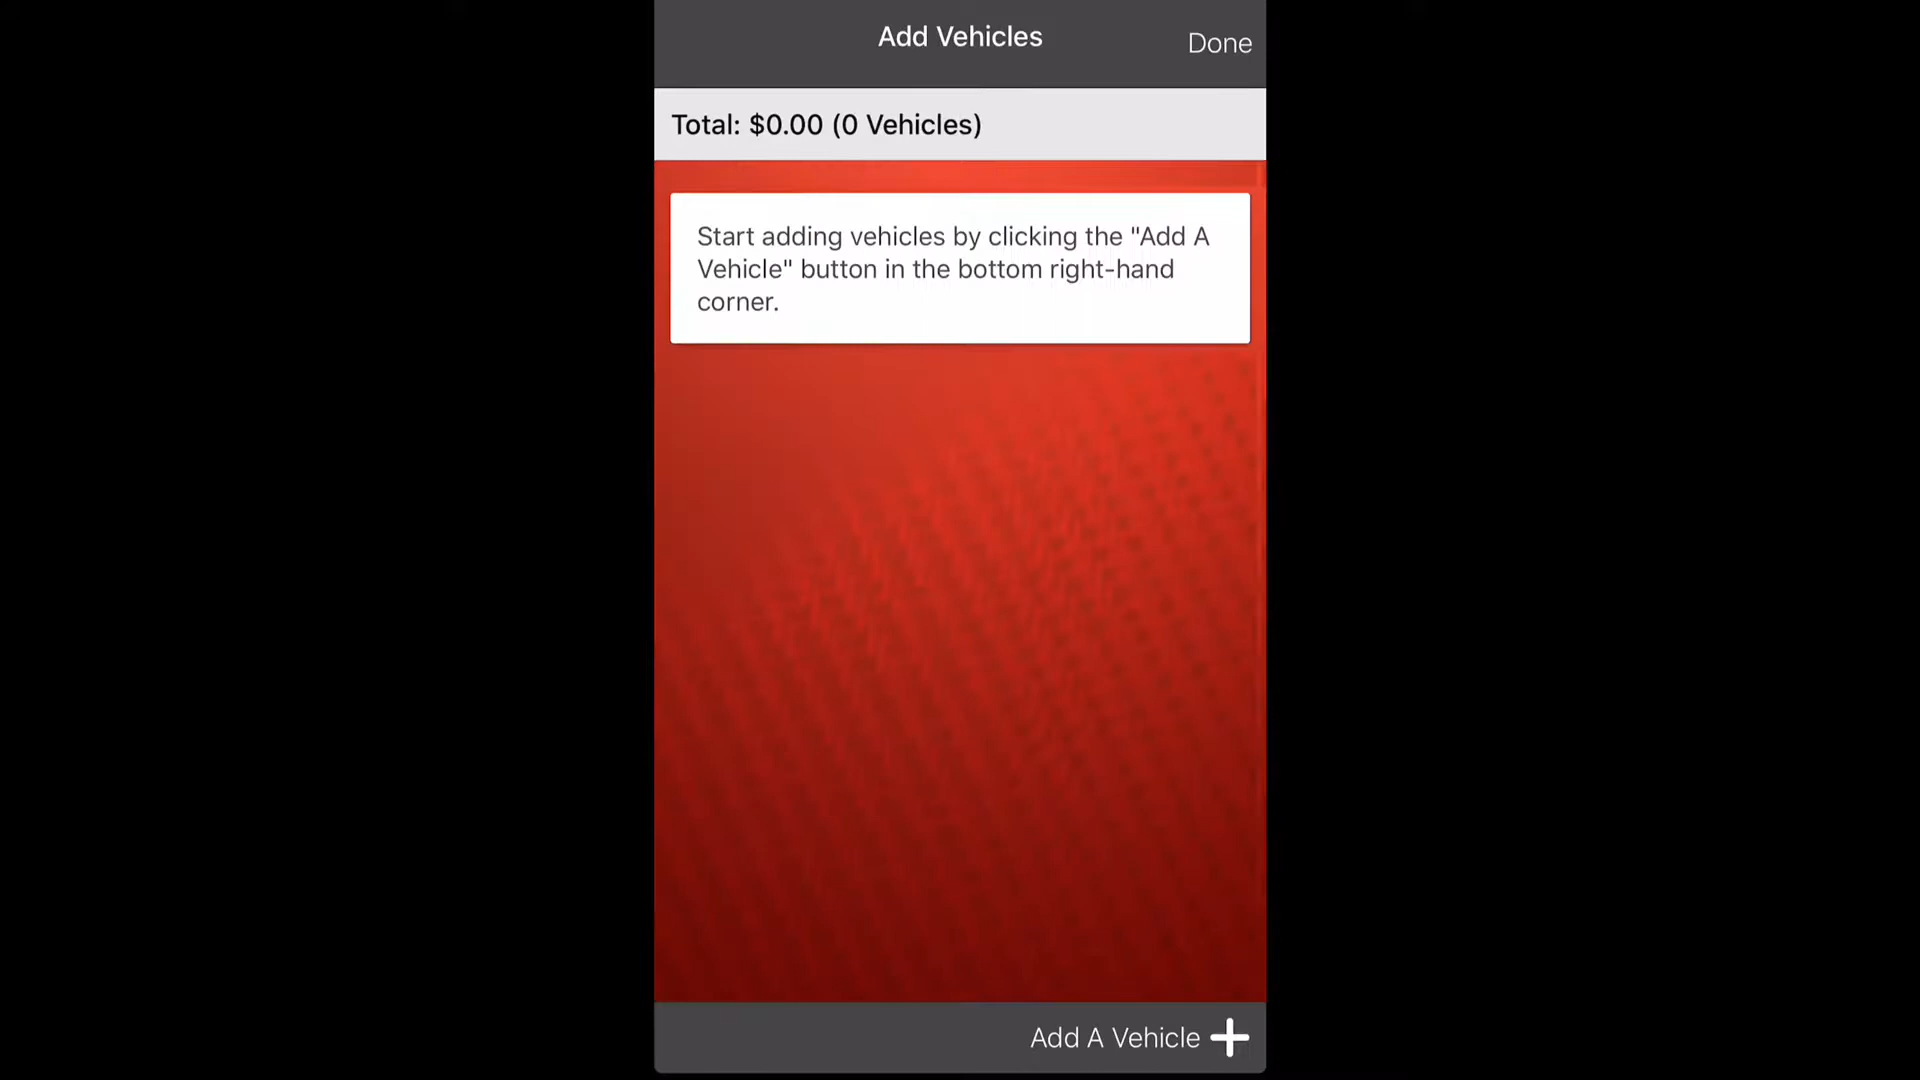 Add Vehicles
Done
Total: $0.00 (0 Vehicles)
Start adding vehicles by clicking the "Add A
Vehicle" button in the bottom right-hand
corner.
Add A Vehicle